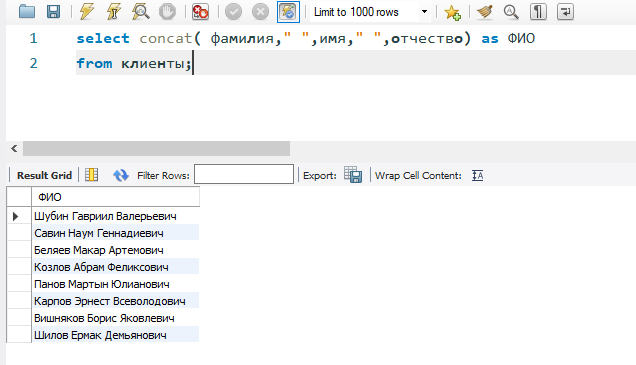 Limit to 1000 rows
1 select concat( фамилия," ",имя," ",отчество) as ФИО
2 from клиенты;
Result Grid Filter Rows: Export: Wrap Cell Content:
ФИО
Шубин Гавриил Валерьевич
Савин Наум Геннадиевич
Беляев Макар Артемович
Козлов Абрам Феликсович
Панов Мартын Юлианович
Карпов Эрнест Всеволодович
Вишняков Борис Яковлевич
Шилов Ермак Демьянович